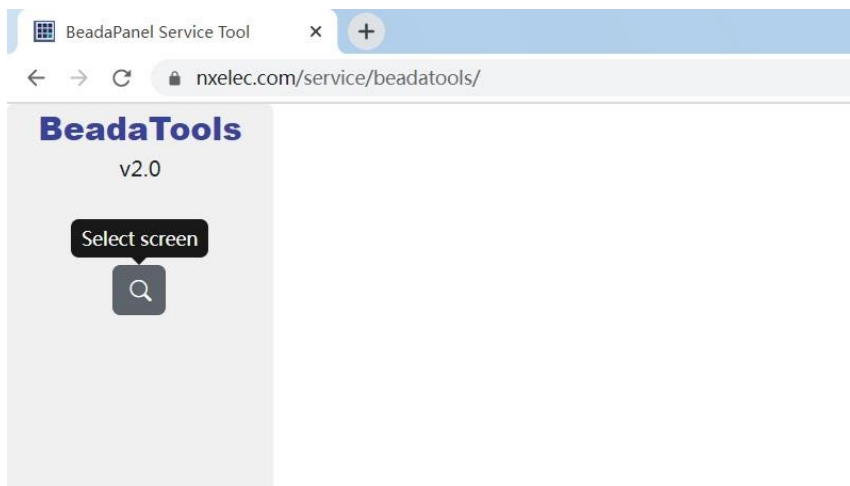 BeadaPanel Service Tool
nxelec.com/service/beadatools/
BeadaTools
v2.0
Select screen